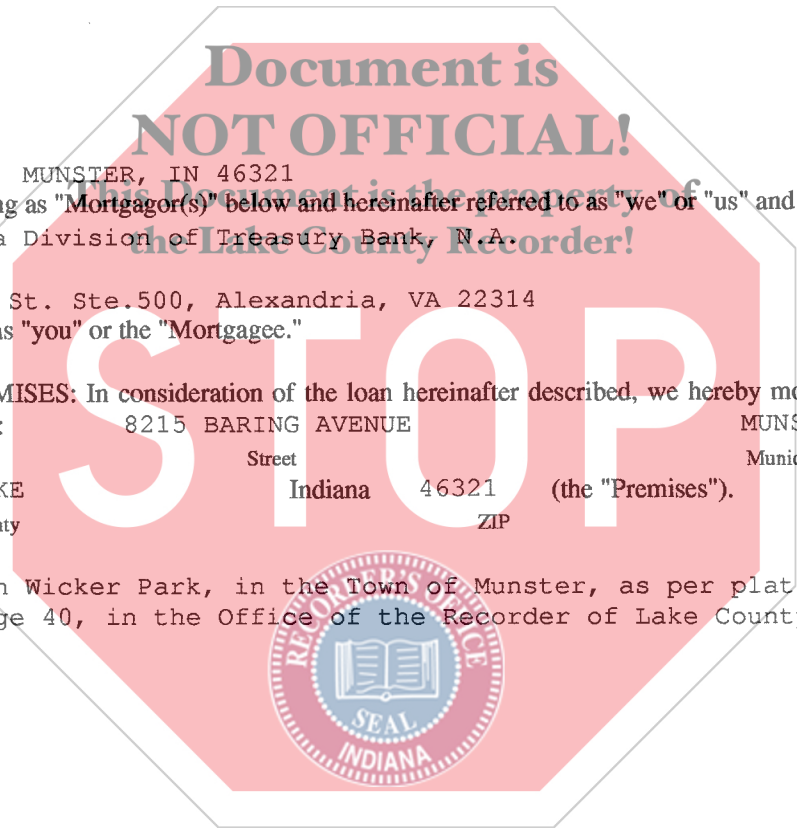 Document is
NOT OFFICIAL!
MUNSTER, IN 46321
This Document is the property of
ng as "Mortgagor(s)" below and hereinafter referred to as "we" or "us" and
a Division of Treasury Bank, N.A.
the Lake County Recorder!
St. Ste.500, Alexandria, VA 22314
as "you" or the "Mortgagee."
STOP
MISES: In consideration of the loan hereinafter described, we hereby mo
: 8215 BARING AVENUE MUNS
Street Munic
KE Indiana 46321 (the "Premises").
nty ZIP
n Wicker Park, in the Town of Munster, as per plat
ge 40, in the Office of the Recorder of Lake County
RECORDER'S OFFICE
SEAL
INDIANA